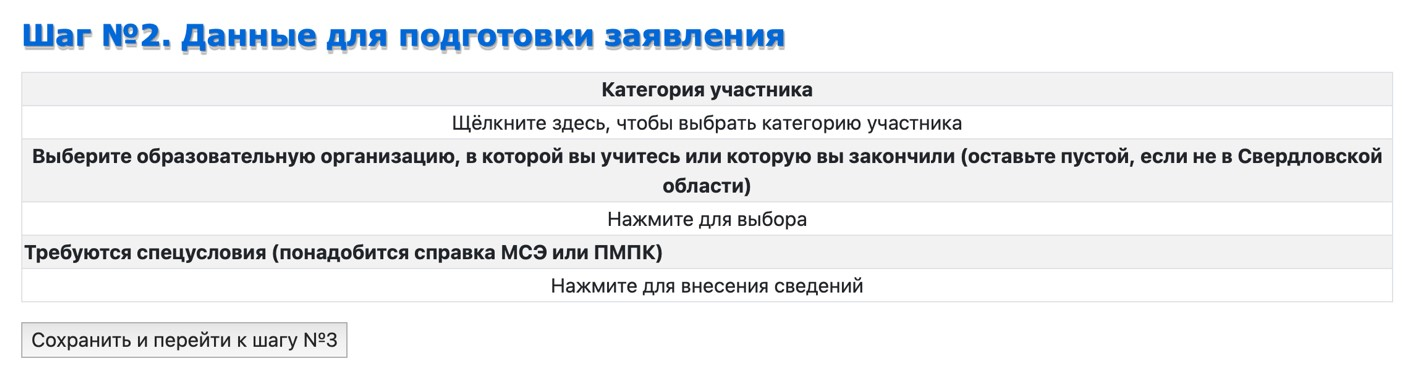 Шаг №2. Данные для подготовки заявления
Категория участника
Щёлкните здесь, чтобы выбрать категорию участника
Выберите образовательную организацию, в которой вы учитесь или которую вы закончили (оставьте пустой, если не в Свердловской
области)
Нажмите для выбора
Требуются спецусловия (понадобится справка МСЭ или ПМПК)
Нажмите для внесения сведений
Сохранить и перейти к шагу №3